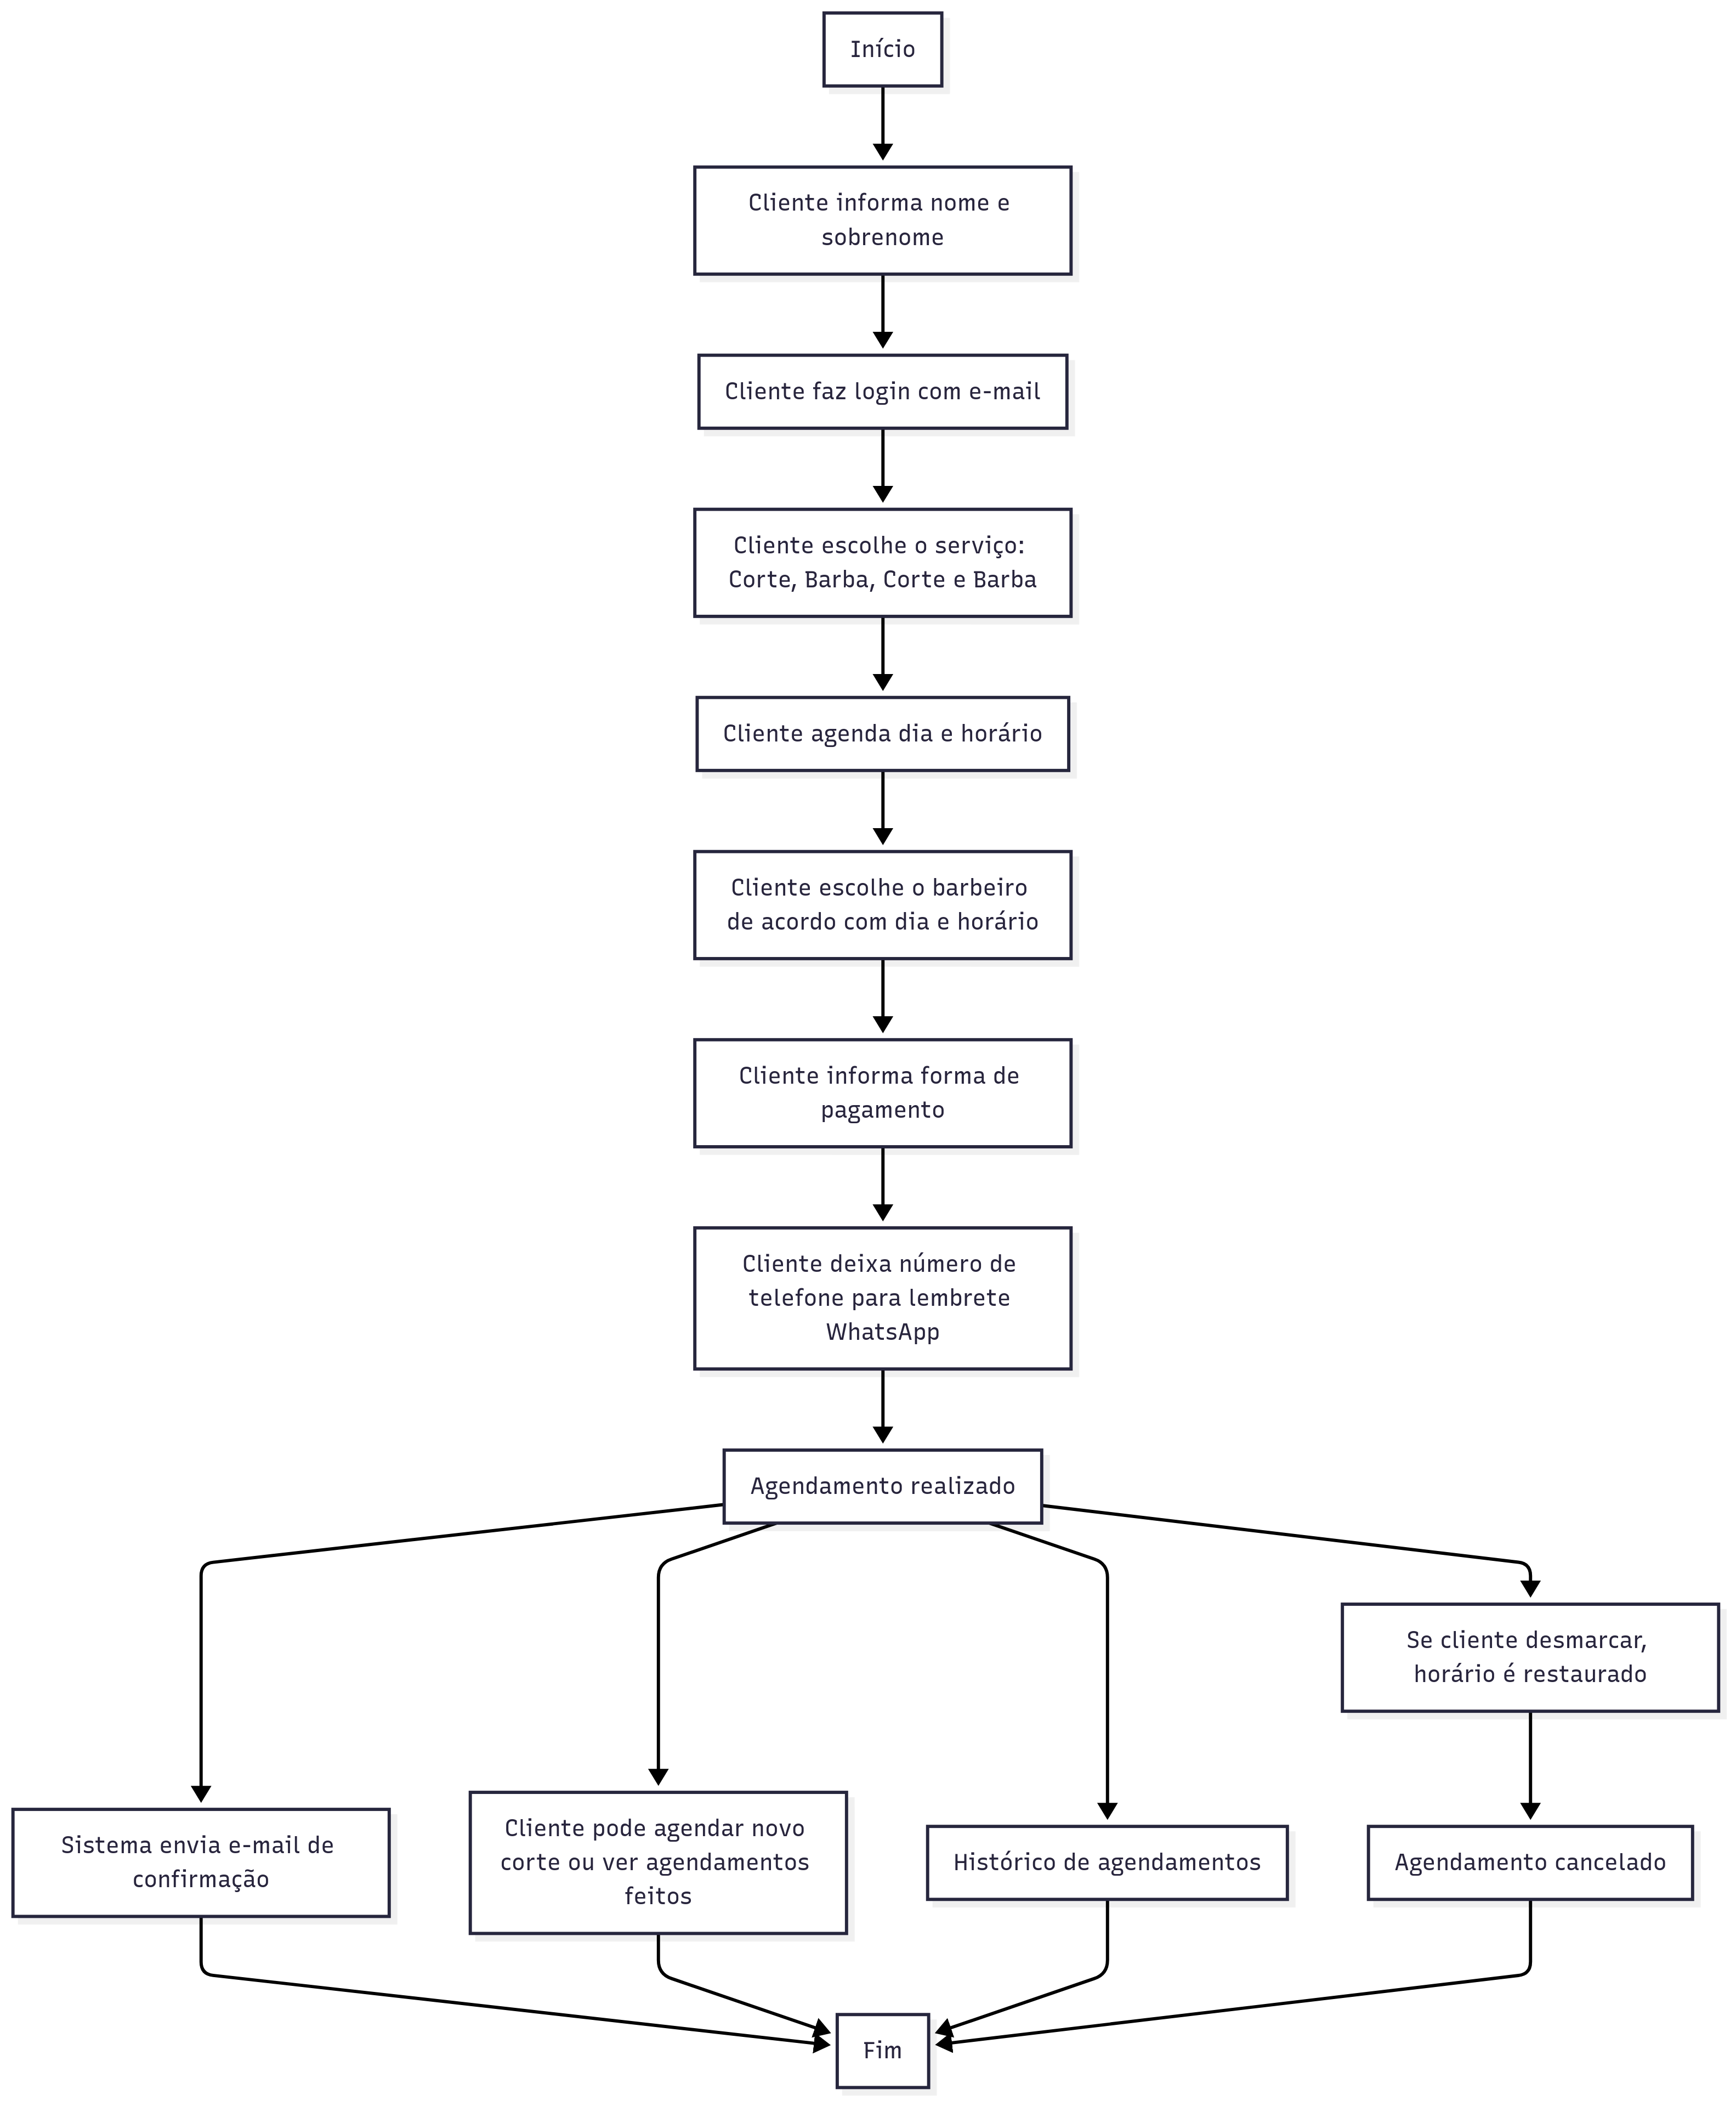 Início
Cliente informa nome e
sobrenome
Cliente faz login com e-mail
Cliente escolhe o serviço:
Corte, Barba, Corte e Barba
Cliente agenda dia e horário
Cliente escolhe o barbeiro
de acordo com dia e horário
Cliente informa forma de
pagamento
Cliente deixa número de
telefone para lembrete
WhatsApp
Agendamento realizado
Se cliente desmarcar,
horário é restaurado
Sistema envia e-mail de
confirmação
Cliente pode agendar novo
corte ou ver agendamentos
feitos
Histórico de agendamentos
Agendamento cancelado
Fim